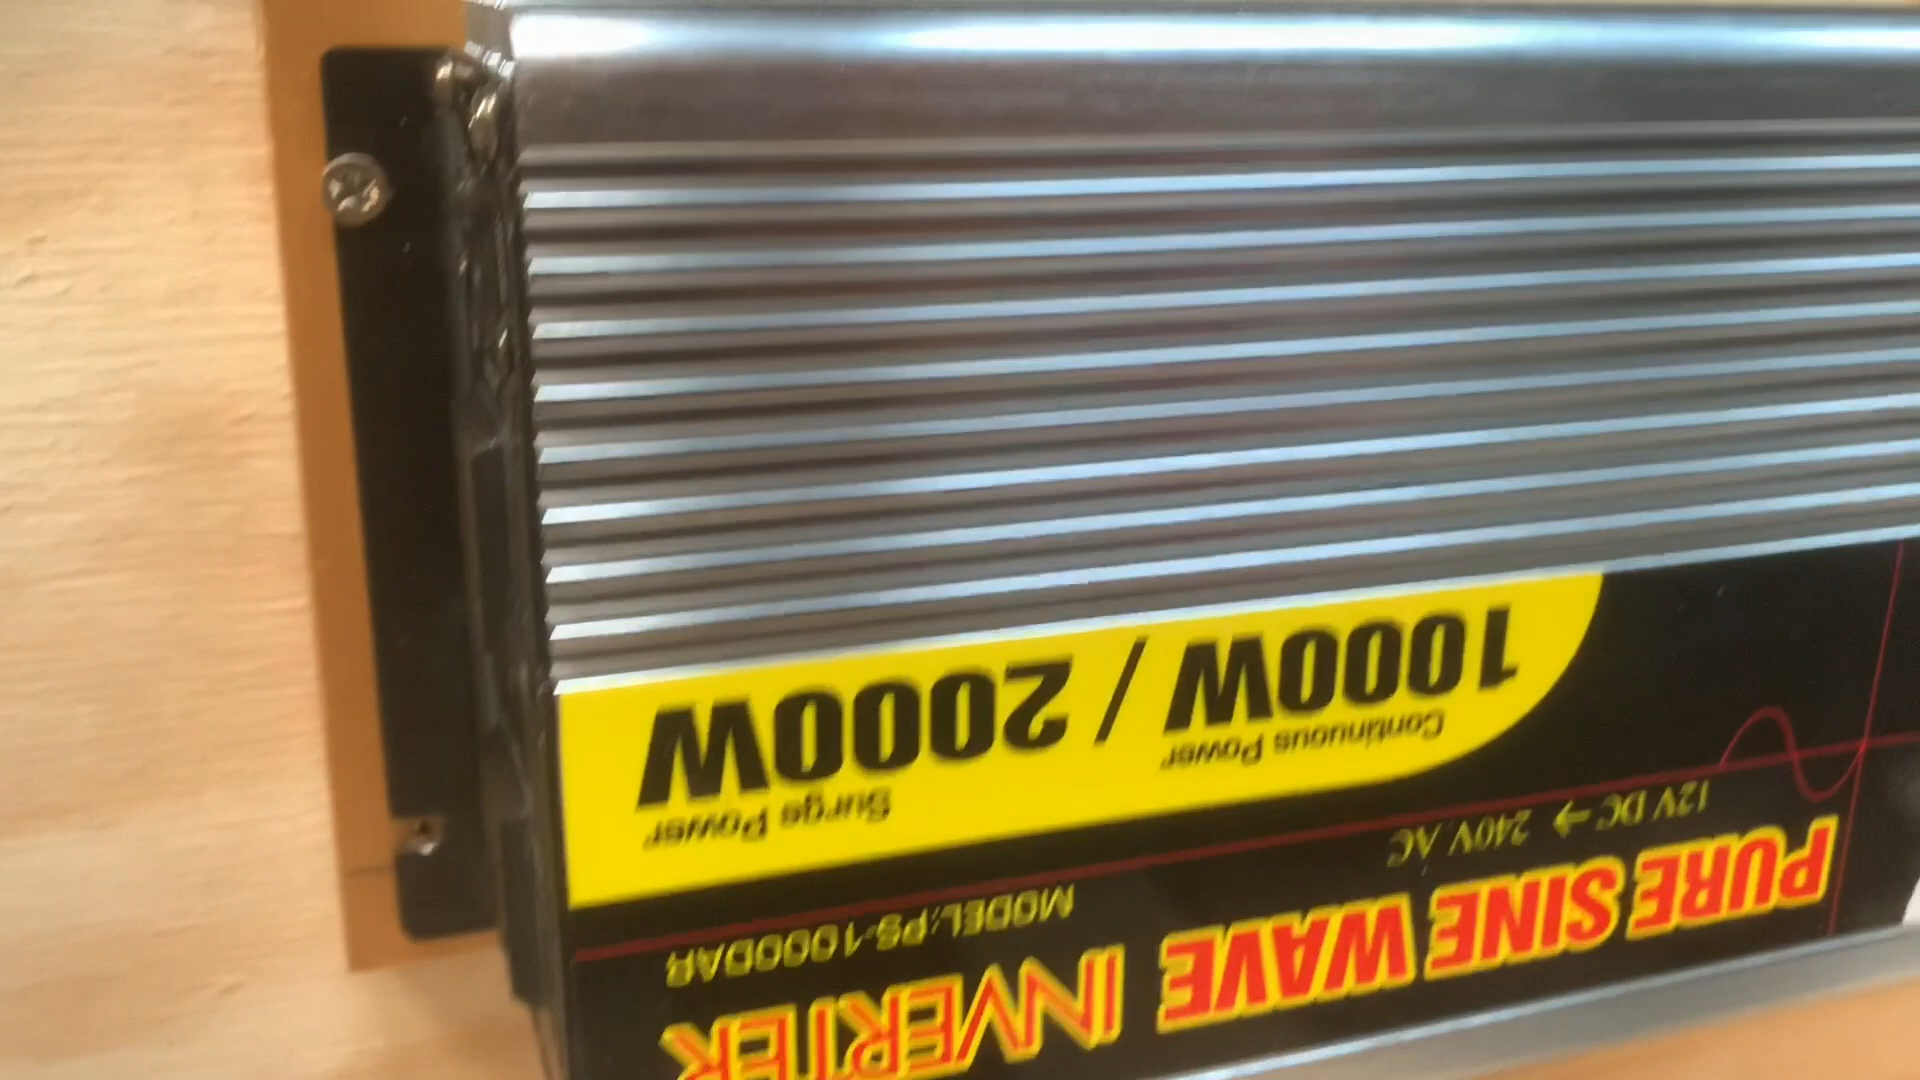 PURE SINE WAVE INVERTER
12V DC → 240V AC
MODEL:PS-1000DAR
Continuous Power Surge Power
1000W / 2000W